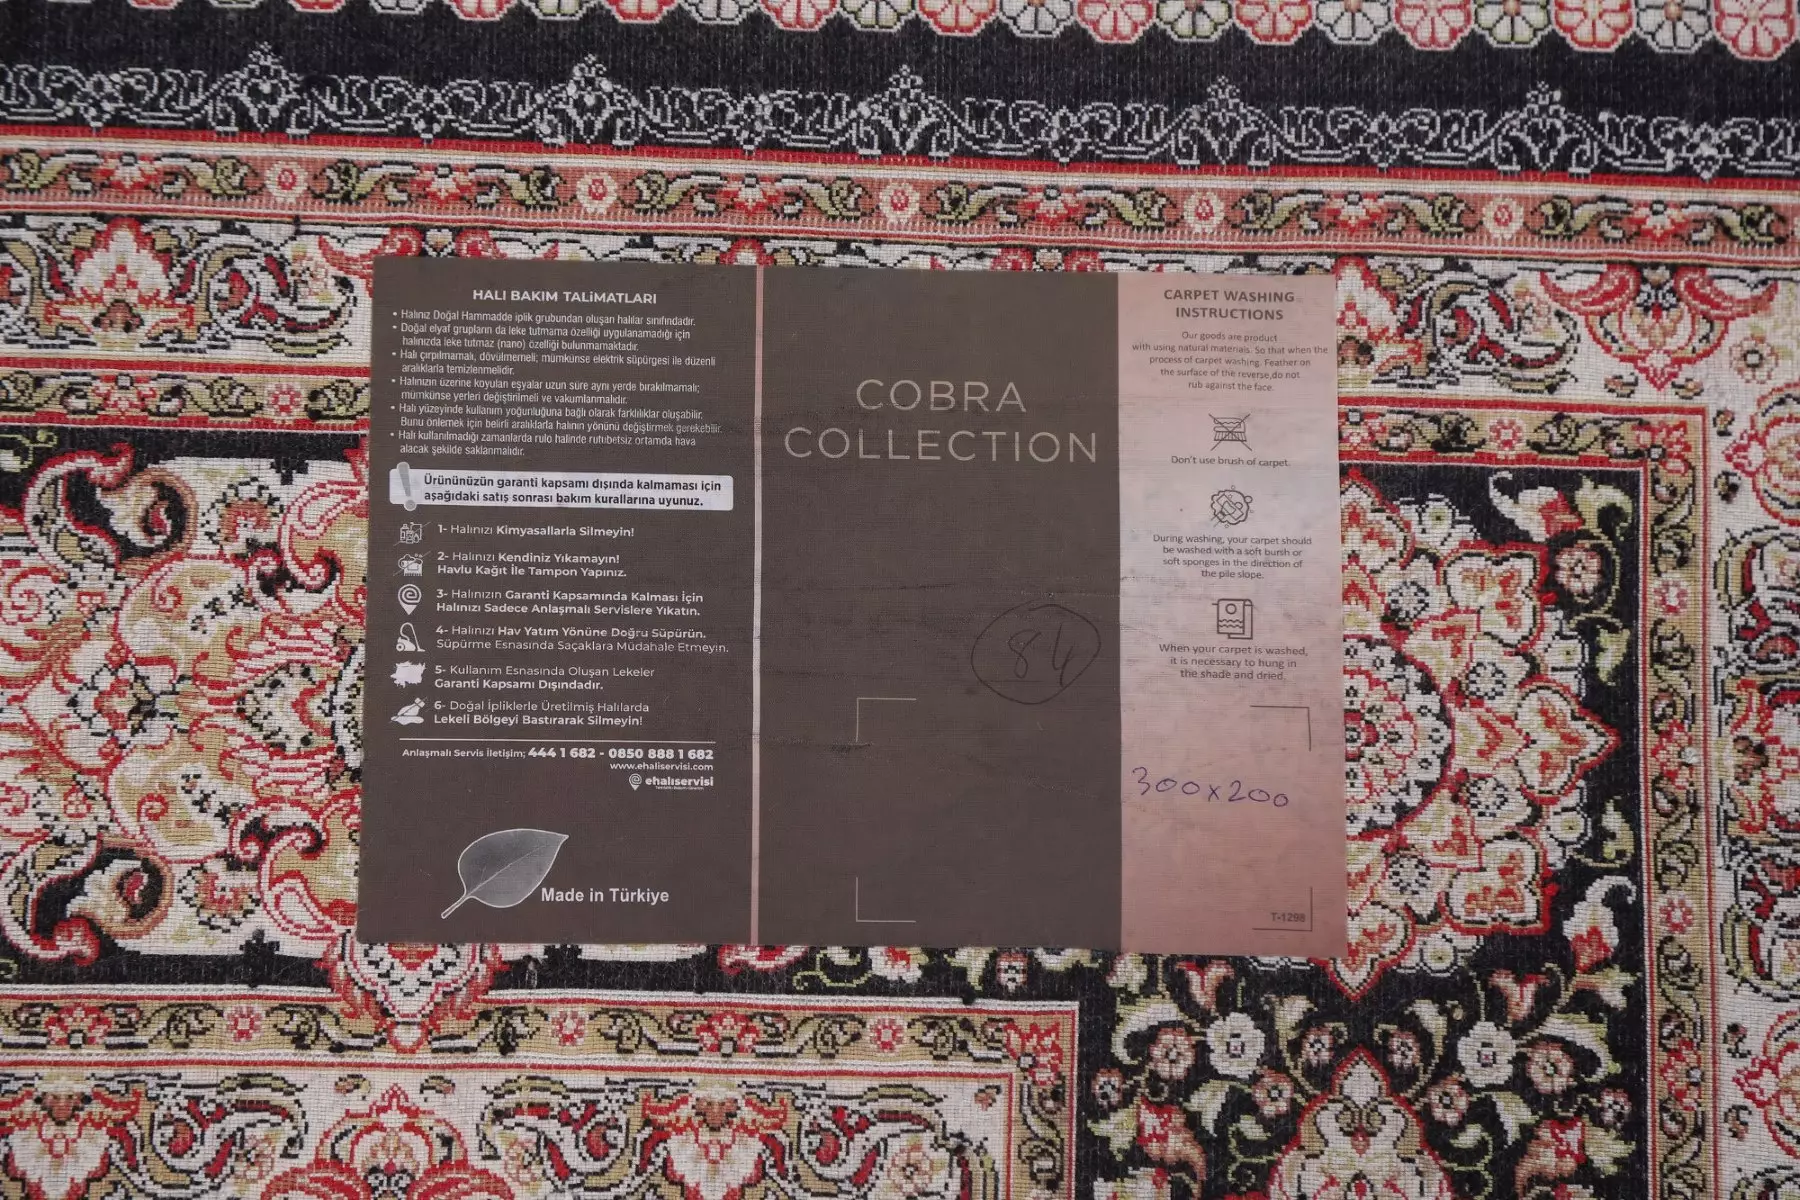 HALI BAKIM TALİMATLARI
• Halınız Doğal Hammadde iplik grubundan oluşan halılar sınıfındadır.
• Doğal elyaf grupların da leke tutmama özelliği uygulanamadığı için
halınızda leke tutmaz (nano) özelliği bulunmamaktadır.
• Halı çırpılmamalı, dövülmemeli; mümkünse elektrik süpürgesi ile düzenli
aralıklarla temizlenmelidir.
• Halınızın üzerine koyulan eşyalar uzun süre aynı yerde bırakılmamalı;
mümkünse yerleri değiştirilmeli ve vakumlanmalıdır.
• Halı yüzeyinde kullanım yoğunluğuna bağlı olarak farklılıklar oluşabilir.
Bunu önlemek için belirli aralıklarla halının yönünü değiştirmek gerekebilir.
• Halı kullanılmadığı zamanlarda rulo halinde rutubetsiz ortamda hava
alacak şekilde saklanmalıdır.
Ürününüzün garanti kapsamı dışında kalmaması için
aşağıdaki satış sonrası bakım kurallarına uyunuz.
1- Halınızı Kimyasallarla Silmeyin!
2- Halınızı Kendiniz Yıkamayın!
Havlu Kağıt İle Tampon Yapınız.
3- Halınızın Garanti Kapsamında Kalması İçin
Halınızı Sadece Anlaşmalı Servislere Yıkatın.
4- Halınızı Hav Yatım Yönüne Doğru Süpürün.
Süpürme Esnasında Saçaklara Müdahale Etmeyin.
5- Kullanım Esnasında Oluşan Lekeler
Garanti Kapsamı Dışındadır.
6- Doğal İpliklerle Üretilmiş Halılarda
Lekeli Bölgeyi Bastırarak Silmeyin!
Anlaşmalı Servis İletişim; 444 1 682 - 0850 888 1 682
www.ehaliservisi.com
ehalıservisi
Made in Türkiye
COBRA
COLLECTION
84
CARPET WASHING
INSTRUCTIONS
Our goods are product
with using natural materials. So that when the
process of carpet washing. Feather on
the surface of the reverse,do not
rub against the face.
Don't use brush of carpet.
During washing, your carpet should
be washed with a soft bursh or
soft sponges in the direction of
the pile slope.
When your carpet is washed,
it is necessary to hung in
the shade and dried.
300x200
T-1298